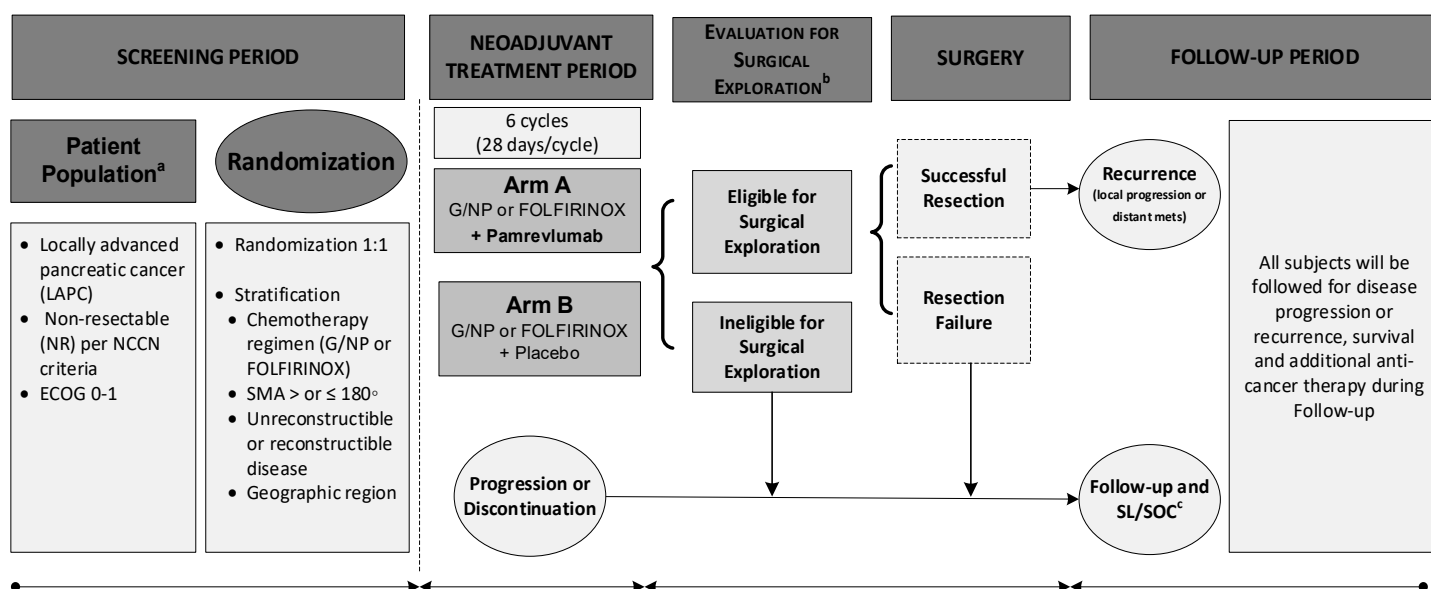 SCREENING PERIOD
NEOADJUVANT
TREATMENT PERIOD
EVALUATION FOR
SURGICAL
EXPLORATIONᵇ
SURGERY
FOLLOW-UP PERIOD
Patient
Populationᵃ
Randomization
• Locally advanced
pancreatic cancer
(LAPC)
• Non-resectable
(NR) per NCCN
criteria
• ECOG 0-1
• Randomization 1:1
• Stratification
• Chemotherapy
regimen (G/NP or
FOLFIRINOX)
• SMA > or ≤ 180◦
• Unreconstructible
or reconstructible
disease
• Geographic region
6 cycles
(28 days/cycle)
Arm A
G/NP or FOLFIRINOX
+ Pamrevlumab
Arm B
G/NP or FOLFIRINOX
+ Placebo
Progression or
Discontinuation
Eligible for
Surgical
Exploration
Ineligible for
Surgical
Exploration
Successful
Resection
Resection
Failure
Recurrence
(local progression or
distant mets)
Follow-up and
SL/SOCᶜ
All subjects will be
followed for disease
progression or
recurrence, survival
and additional anti-
cancer therapy during
Follow-up